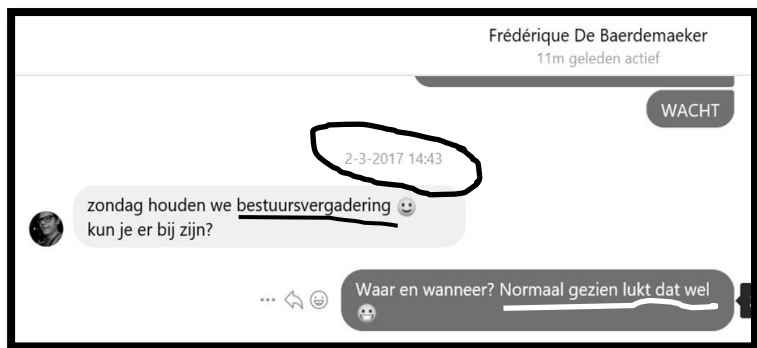 Frédérique De Baerdemaeker
11m geleden actief
WACHT
2-3-2017 14:43
zondag houden we bestuursvergadering
kun je er bij zijn?
Waar en wanneer? Normaal gezien lukt dat wel